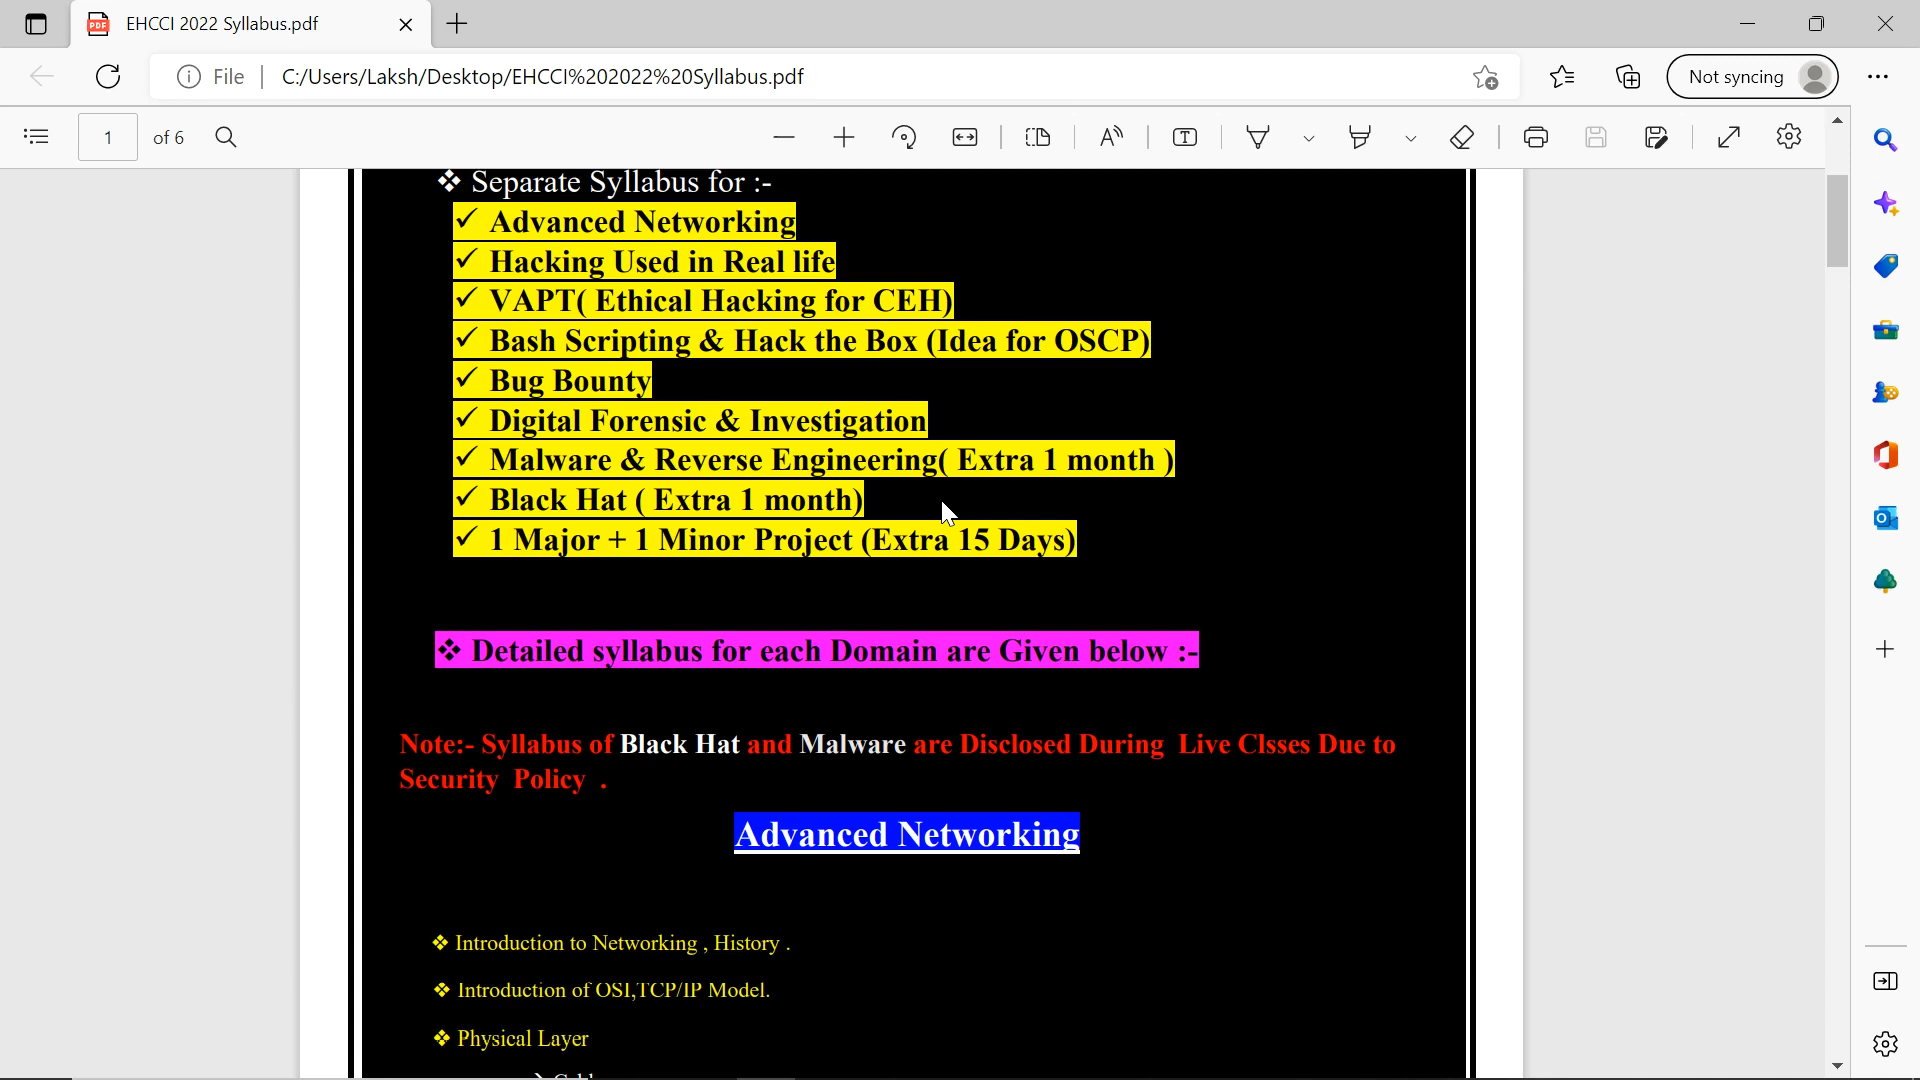 EHCCI 2022 Syllabus.pdf
File
C:/Users/Laksh/Desktop/EHCCI%202022%20Syllabus.pdf
Not syncing
1 of 6
❖ Separate Syllabus for :-
✓ Advanced Networking
✓ Hacking Used in Real life
✓ VAPT( Ethical Hacking for CEH)
✓ Bash Scripting & Hack the Box (Idea for OSCP)
✓ Bug Bounty
✓ Digital Forensic & Investigation
✓ Malware & Reverse Engineering( Extra 1 month )
✓ Black Hat ( Extra 1 month)
✓ 1 Major + 1 Minor Project (Extra 15 Days)
❖ Detailed syllabus for each Domain are Given below :-
Note:- Syllabus of Black Hat and Malware are Disclosed During Live Clsses Due to
Security Policy .
Advanced Networking
❖ Introduction to Networking , History .
❖ Introduction of OSI,TCP/IP Model.
❖ Physical Layer